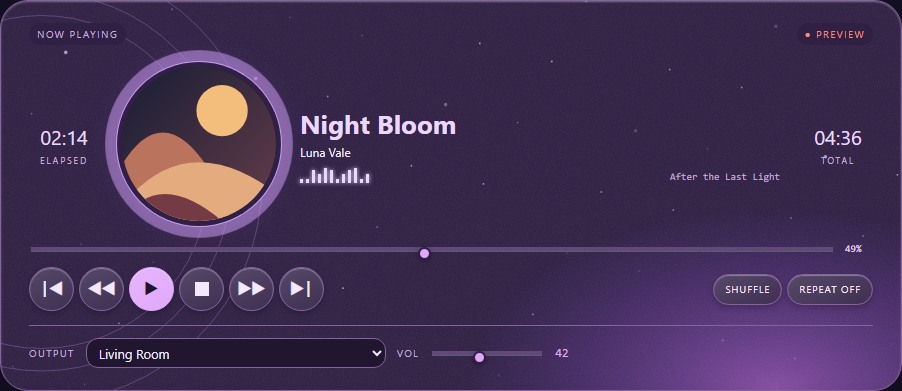 NOW PLAYING
PREVIEW
02:14
ELAPSED
Night Bloom
Luna Vale
04:36
TOTAL
After the Last Light
49%
SHUFFLE
REPEAT OFF
OUTPUT
Living Room
VOL
42